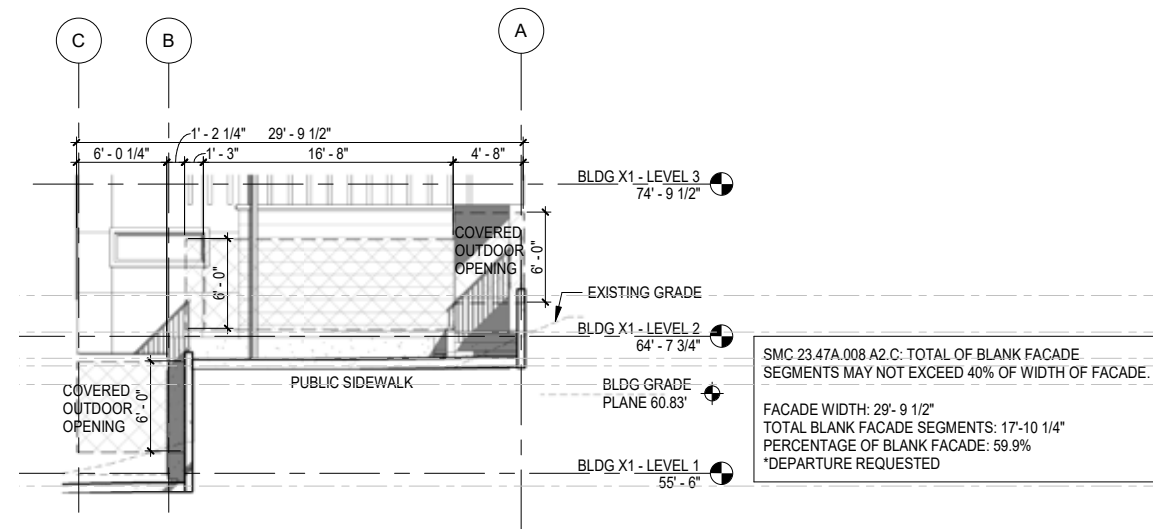 C
B
A
1' - 2 1/4"
29' - 9 1/2"
6' - 0 1/4"
1' - 3"
16' - 8"
4' - 8"
BLDG X1 - LEVEL 3
74' - 9 1/2"
COVERED
OUTDOOR
OPENING
6' - 0"
6' - 0"
EXISTING GRADE
BLDG X1 - LEVEL 2
64' - 7 3/4"
PUBLIC SIDEWALK
COVERED
OUTDOOR
OPENING
6' - 0"
BLDG GRADE
PLANE 60.83'
BLDG X1 - LEVEL 1
55' - 6"
SMC 23.47A.008 A2.C: TOTAL OF BLANK FACADE
SEGMENTS MAY NOT EXCEED 40% OF WIDTH OF FACADE.
FACADE WIDTH: 29'- 9 1/2"
TOTAL BLANK FACADE SEGMENTS: 17'-10 1/4"
PERCENTAGE OF BLANK FACADE: 59.9%
*DEPARTURE REQUESTED